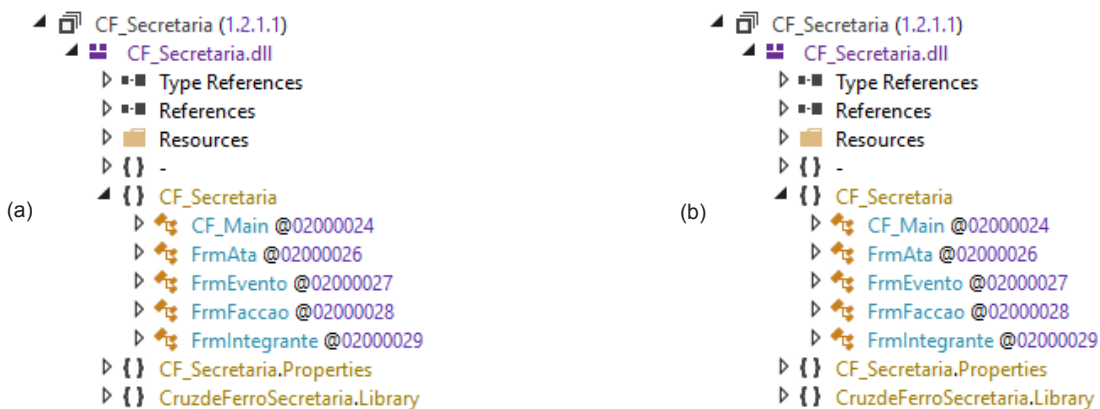 (a)
CF_Secretaria (1.2.1.1)
CF_Secretaria.dll
Type References
References
Resources
{ } -
{ } CF_Secretaria
CF_Main @02000024
FrmAta @02000026
FrmEvento @02000027
FrmFaccao @02000028
FrmIntegrante @02000029
{ } CF_Secretaria.Properties
{ } CruzdeFerroSecretaria.Library
(b)
CF_Secretaria (1.2.1.1)
CF_Secretaria.dll
Type References
References
Resources
{ } -
{ } CF_Secretaria
CF_Main @02000024
FrmAta @02000026
FrmEvento @02000027
FrmFaccao @02000028
FrmIntegrante @02000029
{ } CF_Secretaria.Properties
{ } CruzdeFerroSecretaria.Library